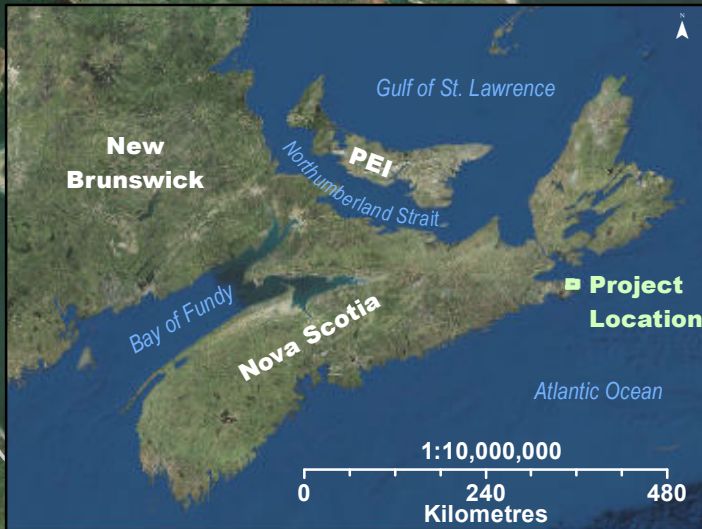 N
Gulf of St. Lawrence
New
Brunswick
PEI
Northumberland Strait
Project
Location
Bay of Fundy
Nova Scotia
Atlantic Ocean
1:10,000,000
0 240 480
Kilometres